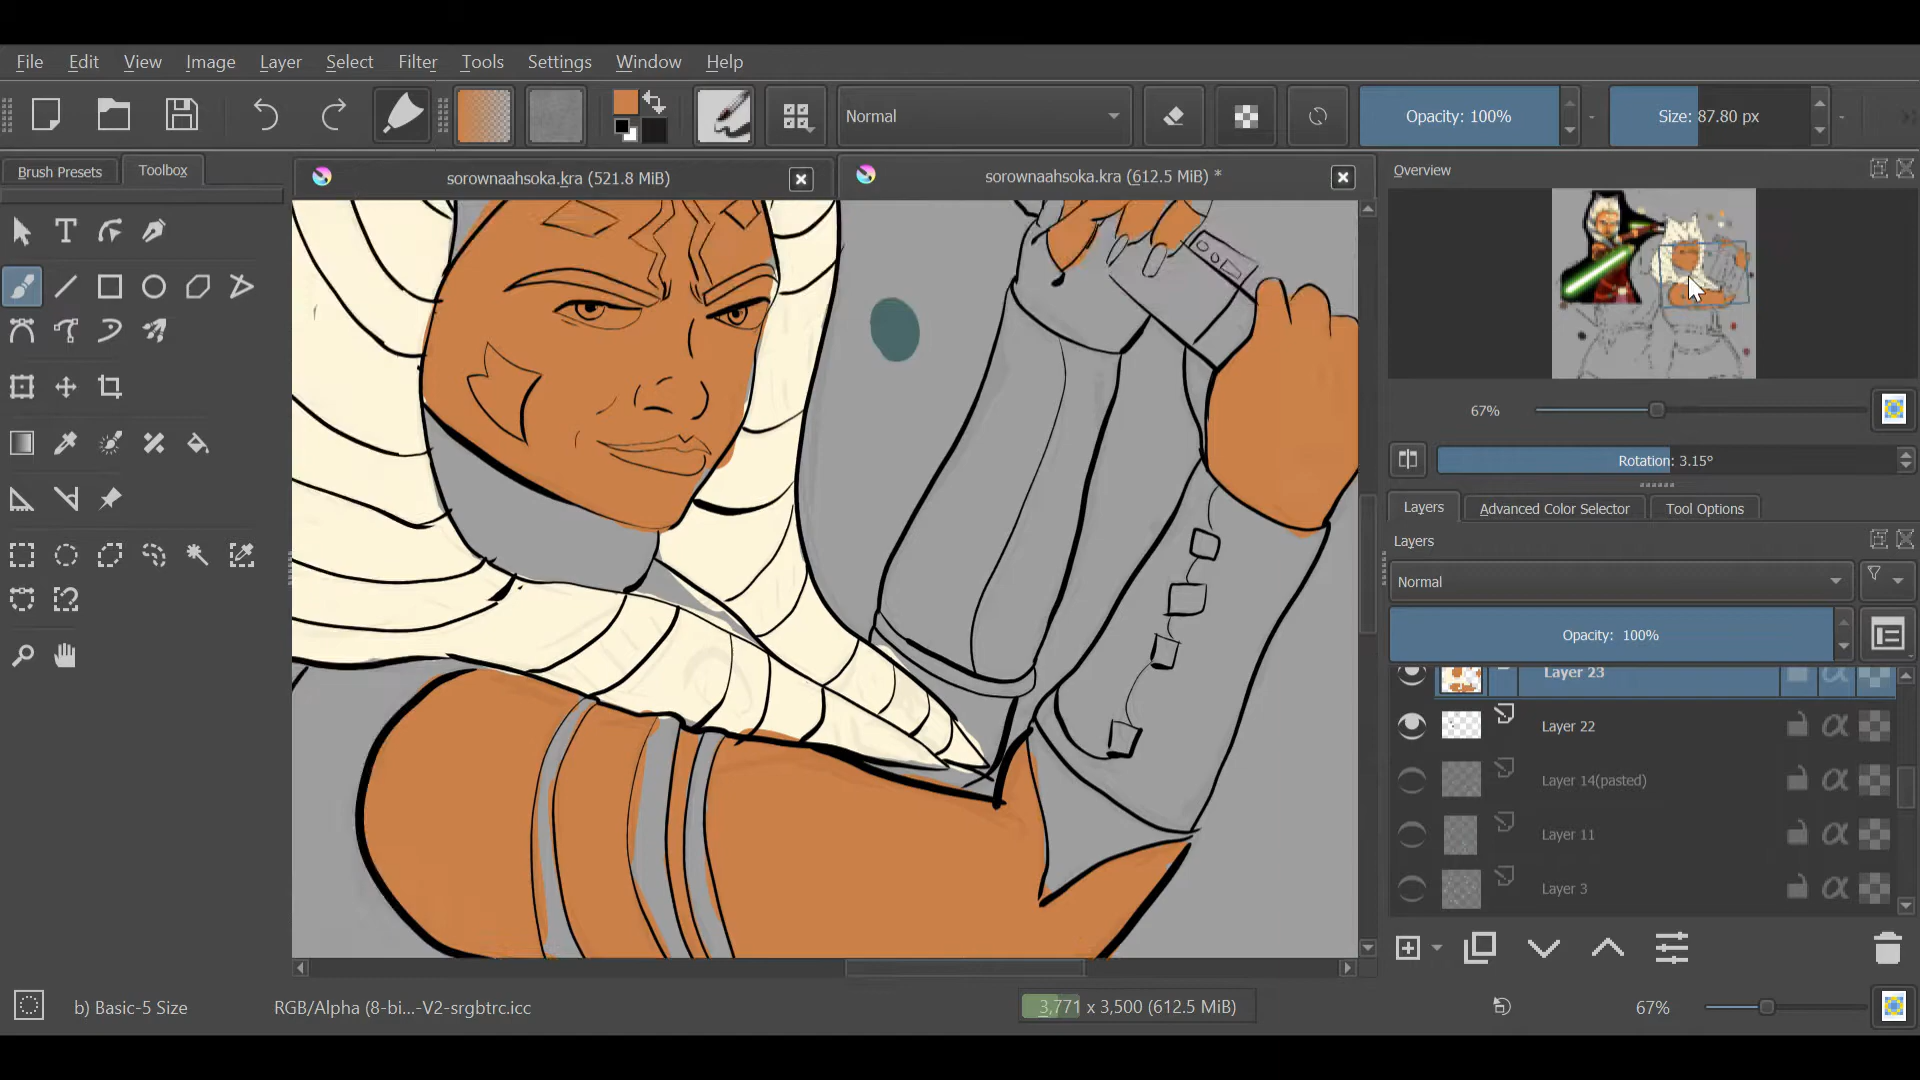 File Edit View Image Layer Select Filter Tools Settings Window Help
Normal
Opacity: 100%
Size: 87.80 px
Brush Presets Toolbox
sorownaahsoka.kra (521.8 MiB)
sorownaahsoka.kra (612.5 MiB) *
Overview
67%
Rotation: 3.15°
Layers Advanced Color Selector Tool Options
Layers
Normal
Opacity: 100%
Layer 23
Layer 22
Layer 14(pasted)
Layer 11
Layer 3
b) Basic-5 Size
RGB/Alpha (8-bi...-V2-srgbtrc.icc
3,771 x 3,500 (612.5 MiB)
67%